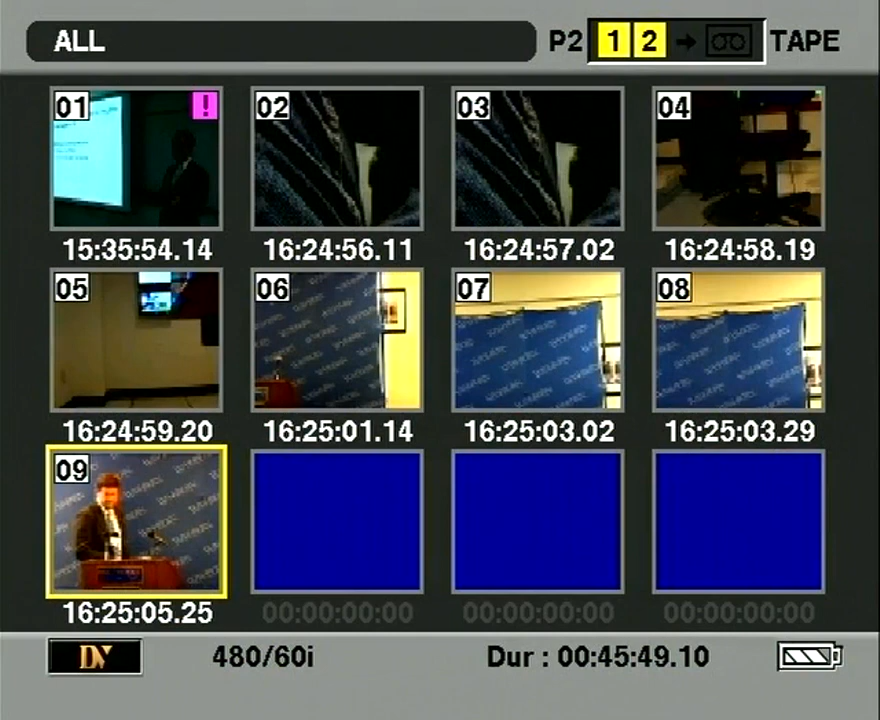 ALL P2 1 2 TAPE
01 ! 02 03 04
15:35:54.14 16:24:56.11 16:24:57.02 16:24:58.19
05 06 07 08
16:24:59.20 16:25:01.14 16:25:03.02 16:25:03.29
09
16:25:05.25 00:00:00:00 00:00:00:00 00:00:00:00
DV 480/60i Dur : 00:45:49.10